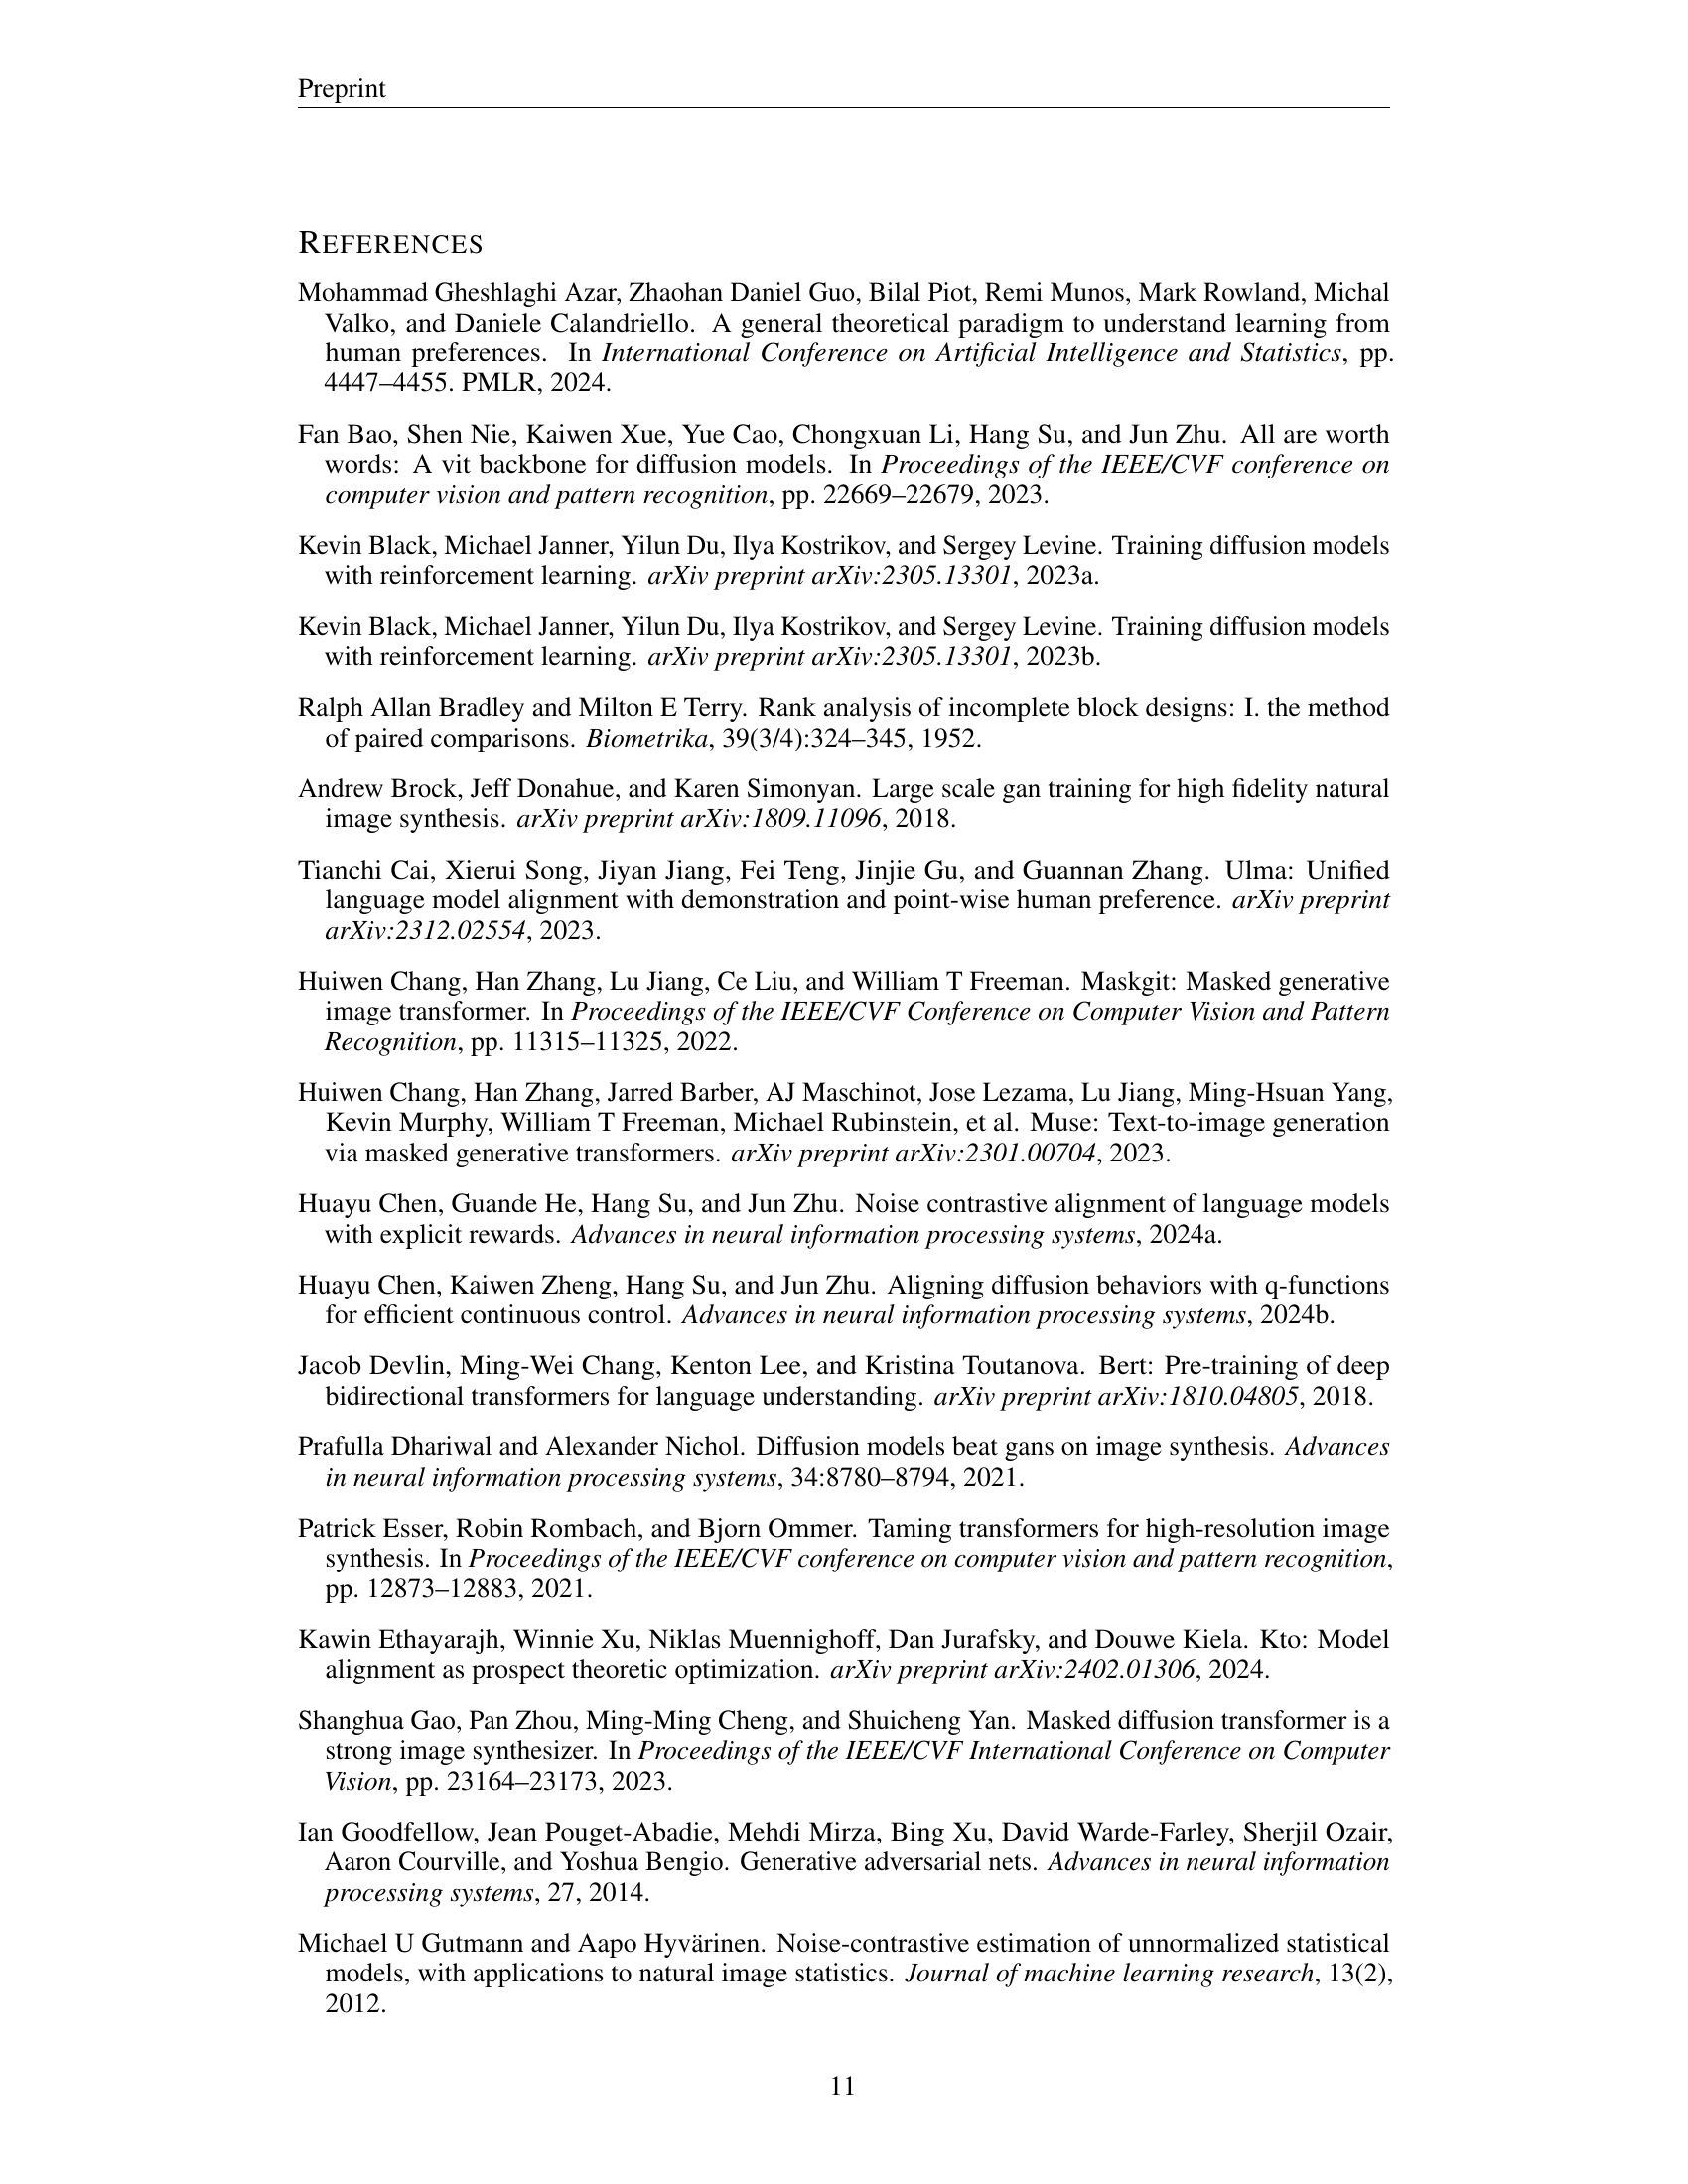 Preprint
REFERENCES
Mohammad Gheshlaghi Azar, Zhaohan Daniel Guo, Bilal Piot, Remi Munos, Mark Rowland, Michal
Valko, and Daniele Calandriello. A general theoretical paradigm to understand learning from
human preferences. In International Conference on Artificial Intelligence and Statistics, pp.
4447–4455. PMLR, 2024.
Fan Bao, Shen Nie, Kaiwen Xue, Yue Cao, Chongxuan Li, Hang Su, and Jun Zhu. All are worth
words: A vit backbone for diffusion models. In Proceedings of the IEEE/CVF conference on
computer vision and pattern recognition, pp. 22669–22679, 2023.
Kevin Black, Michael Janner, Yilun Du, Ilya Kostrikov, and Sergey Levine. Training diffusion models
with reinforcement learning. arXiv preprint arXiv:2305.13301, 2023a.
Kevin Black, Michael Janner, Yilun Du, Ilya Kostrikov, and Sergey Levine. Training diffusion models
with reinforcement learning. arXiv preprint arXiv:2305.13301, 2023b.
Ralph Allan Bradley and Milton E Terry. Rank analysis of incomplete block designs: I. the method
of paired comparisons. Biometrika, 39(3/4):324–345, 1952.
Andrew Brock, Jeff Donahue, and Karen Simonyan. Large scale gan training for high fidelity natural
image synthesis. arXiv preprint arXiv:1809.11096, 2018.
Tianchi Cai, Xierui Song, Jiyan Jiang, Fei Teng, Jinjie Gu, and Guannan Zhang. Ulma: Unified
language model alignment with demonstration and point-wise human preference. arXiv preprint
arXiv:2312.02554, 2023.
Huiwen Chang, Han Zhang, Lu Jiang, Ce Liu, and William T Freeman. Maskgit: Masked generative
image transformer. In Proceedings of the IEEE/CVF Conference on Computer Vision and Pattern
Recognition, pp. 11315–11325, 2022.
Huiwen Chang, Han Zhang, Jarred Barber, AJ Maschinot, Jose Lezama, Lu Jiang, Ming-Hsuan Yang,
Kevin Murphy, William T Freeman, Michael Rubinstein, et al. Muse: Text-to-image generation
via masked generative transformers. arXiv preprint arXiv:2301.00704, 2023.
Huayu Chen, Guande He, Hang Su, and Jun Zhu. Noise contrastive alignment of language models
with explicit rewards. Advances in neural information processing systems, 2024a.
Huayu Chen, Kaiwen Zheng, Hang Su, and Jun Zhu. Aligning diffusion behaviors with q-functions
for efficient continuous control. Advances in neural information processing systems, 2024b.
Jacob Devlin, Ming-Wei Chang, Kenton Lee, and Kristina Toutanova. Bert: Pre-training of deep
bidirectional transformers for language understanding. arXiv preprint arXiv:1810.04805, 2018.
Prafulla Dhariwal and Alexander Nichol. Diffusion models beat gans on image synthesis. Advances
in neural information processing systems, 34:8780–8794, 2021.
Patrick Esser, Robin Rombach, and Bjorn Ommer. Taming transformers for high-resolution image
synthesis. In Proceedings of the IEEE/CVF conference on computer vision and pattern recognition,
pp. 12873–12883, 2021.
Kawin Ethayarajh, Winnie Xu, Niklas Muennighoff, Dan Jurafsky, and Douwe Kiela. Kto: Model
alignment as prospect theoretic optimization. arXiv preprint arXiv:2402.01306, 2024.
Shanghua Gao, Pan Zhou, Ming-Ming Cheng, and Shuicheng Yan. Masked diffusion transformer is a
strong image synthesizer. In Proceedings of the IEEE/CVF International Conference on Computer
Vision, pp. 23164–23173, 2023.
Ian Goodfellow, Jean Pouget-Abadie, Mehdi Mirza, Bing Xu, David Warde-Farley, Sherjil Ozair,
Aaron Courville, and Yoshua Bengio. Generative adversarial nets. Advances in neural information
processing systems, 27, 2014.
Michael U Gutmann and Aapo Hyvärinen. Noise-contrastive estimation of unnormalized statistical
models, with applications to natural image statistics. Journal of machine learning research, 13(2),
2012.
11